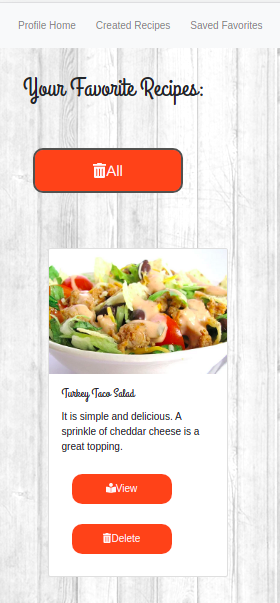 Profile Home Created Recipes Saved Favorites
Your Favorite Recipes:
All
Turkey Taco Salad
It is simple and delicious. A
sprinkle of cheddar cheese is a
great topping.
View
Delete